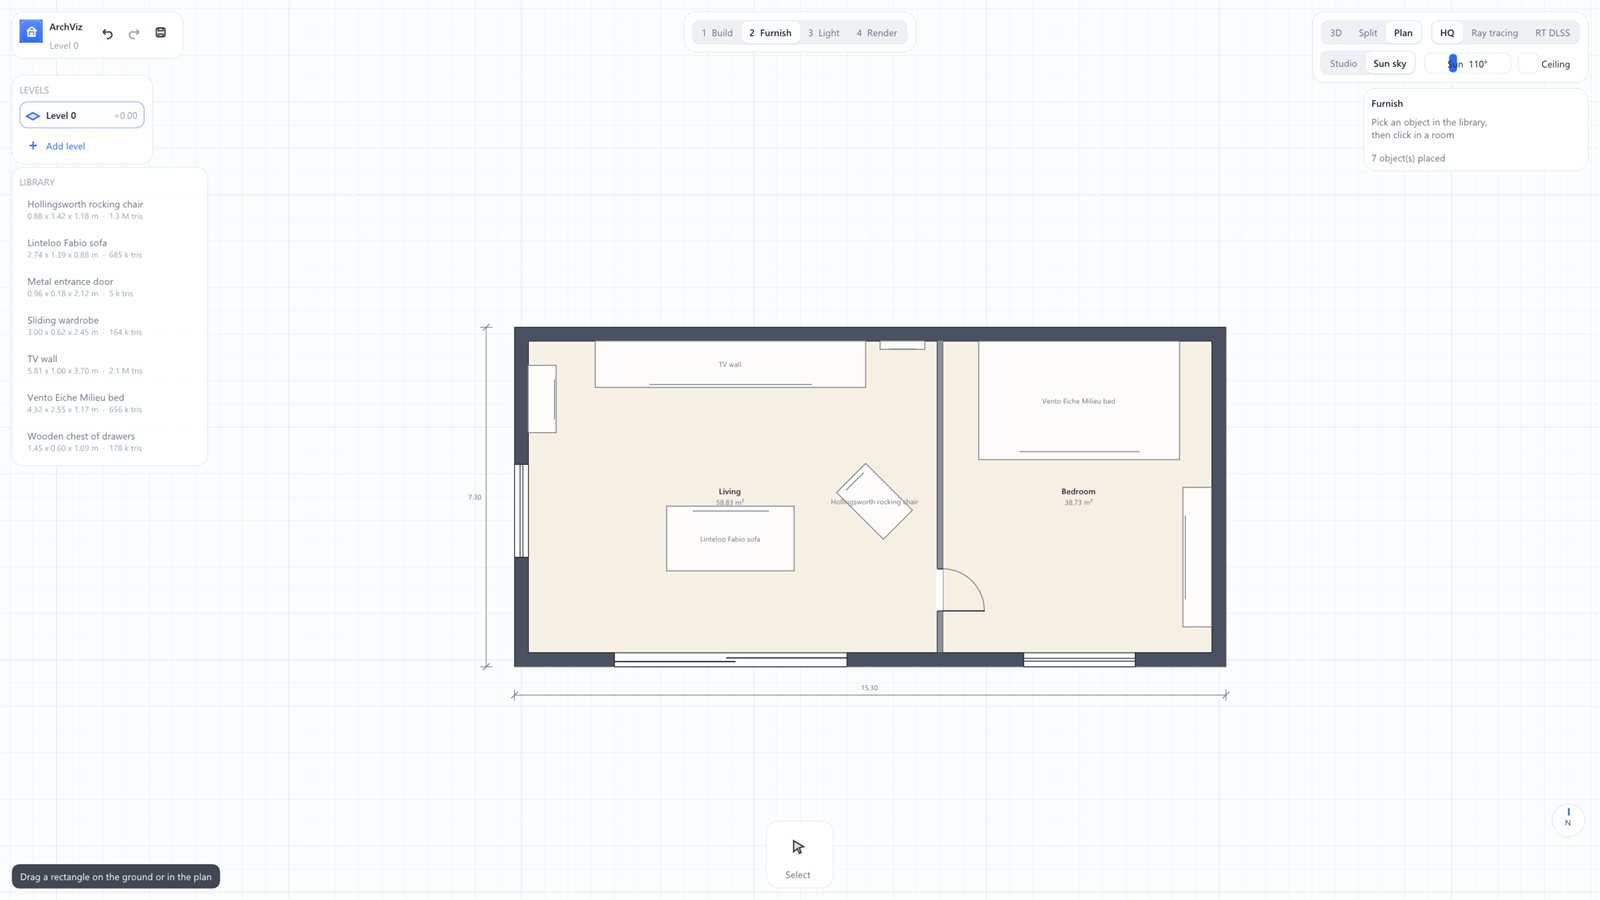 ArchViz
Level 0
1 Build
2 Furnish
3 Light
4 Render
3D
Split
Plan
HQ
Ray tracing
RT DLSS
Studio
Sun sky
Sun 110°
Ceiling
LEVELS
Level 0 +0.00
+ Add level
LIBRARY
Hollingsworth rocking chair
0.88 x 1.42 x 1.18 m · 1.3 M tris
Linteloo Fabio sofa
2.74 x 1.39 x 0.88 m · 685 k tris
Metal entrance door
0.96 x 0.18 x 2.12 m · 5 k tris
Sliding wardrobe
3.00 x 0.62 x 2.45 m · 164 k tris
TV wall
5.81 x 1.00 x 3.70 m · 2.1 M tris
Vento Eiche Milieu bed
4.32 x 2.55 x 1.17 m · 656 k tris
Wooden chest of drawers
1.45 x 0.60 x 1.09 m · 178 k tris
Furnish
Pick an object in the library,
then click in a room
7 object(s) placed
TV wall
Vento Eiche Milieu bed
Living
58.83 m²
Hollingsworth rocking chair
Bedroom
38.73 m²
Linteloo Fabio sofa
7.30
15.30
N
Select
Drag a rectangle on the ground or in the plan